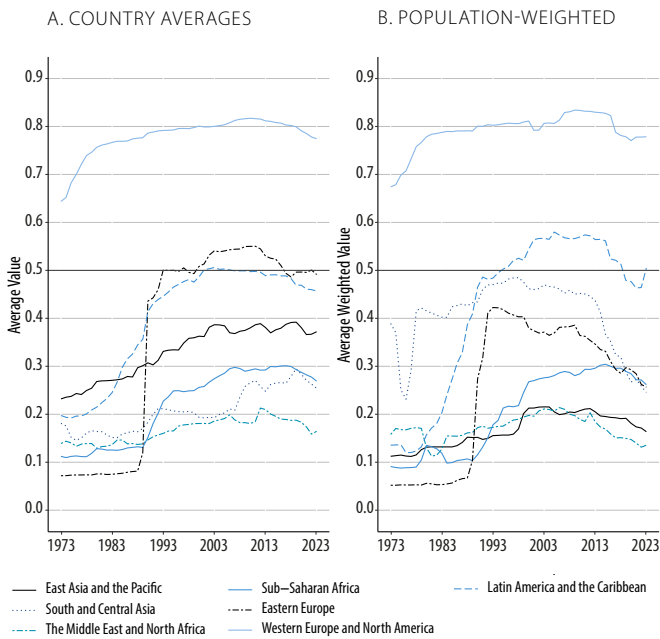 A. COUNTRY AVERAGES
B. POPULATION-WEIGHTED
Average Value
0.9
0.8
0.7
0.6
0.5
0.4
0.3
0.2
0.1
0.0
1973 1983 1993 2003 2013 2023
Average Weighted Value
0.9
0.8
0.7
0.6
0.5
0.4
0.3
0.2
0.1
0.0
1973 1983 1993 2003 2013 2023
East Asia and the Pacific
South and Central Asia
The Middle East and North Africa
Sub–Saharan Africa
Eastern Europe
Western Europe and North America
Latin America and the Caribbean